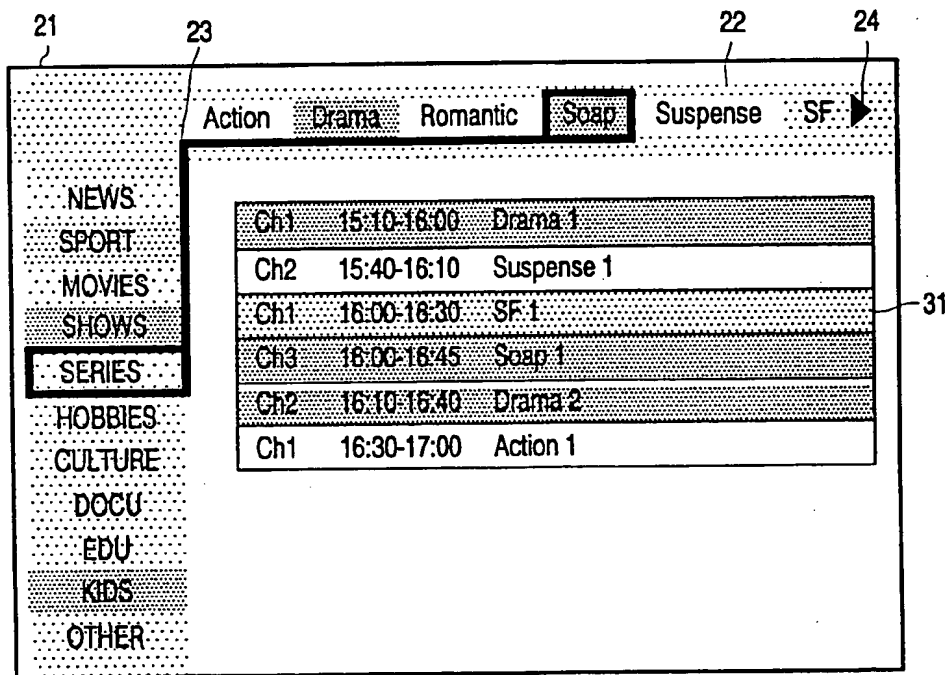 21 23 22 24
Action Drama Romantic Soap Suspense SF
NEWS
SPORT
MOVIES
SHOWS
SERIES
HOBBIES
CULTURE
DOCU
EDU
KIDS
OTHER
Ch1 15:10-16:00 Drama 1
Ch2 15:40-16:10 Suspense 1
Ch1 16:00-16:30 SF 1
Ch3 16:00-16:45 Soap 1
Ch2 16:10-16:40 Drama 2
Ch1 16:30-17:00 Action 1
31